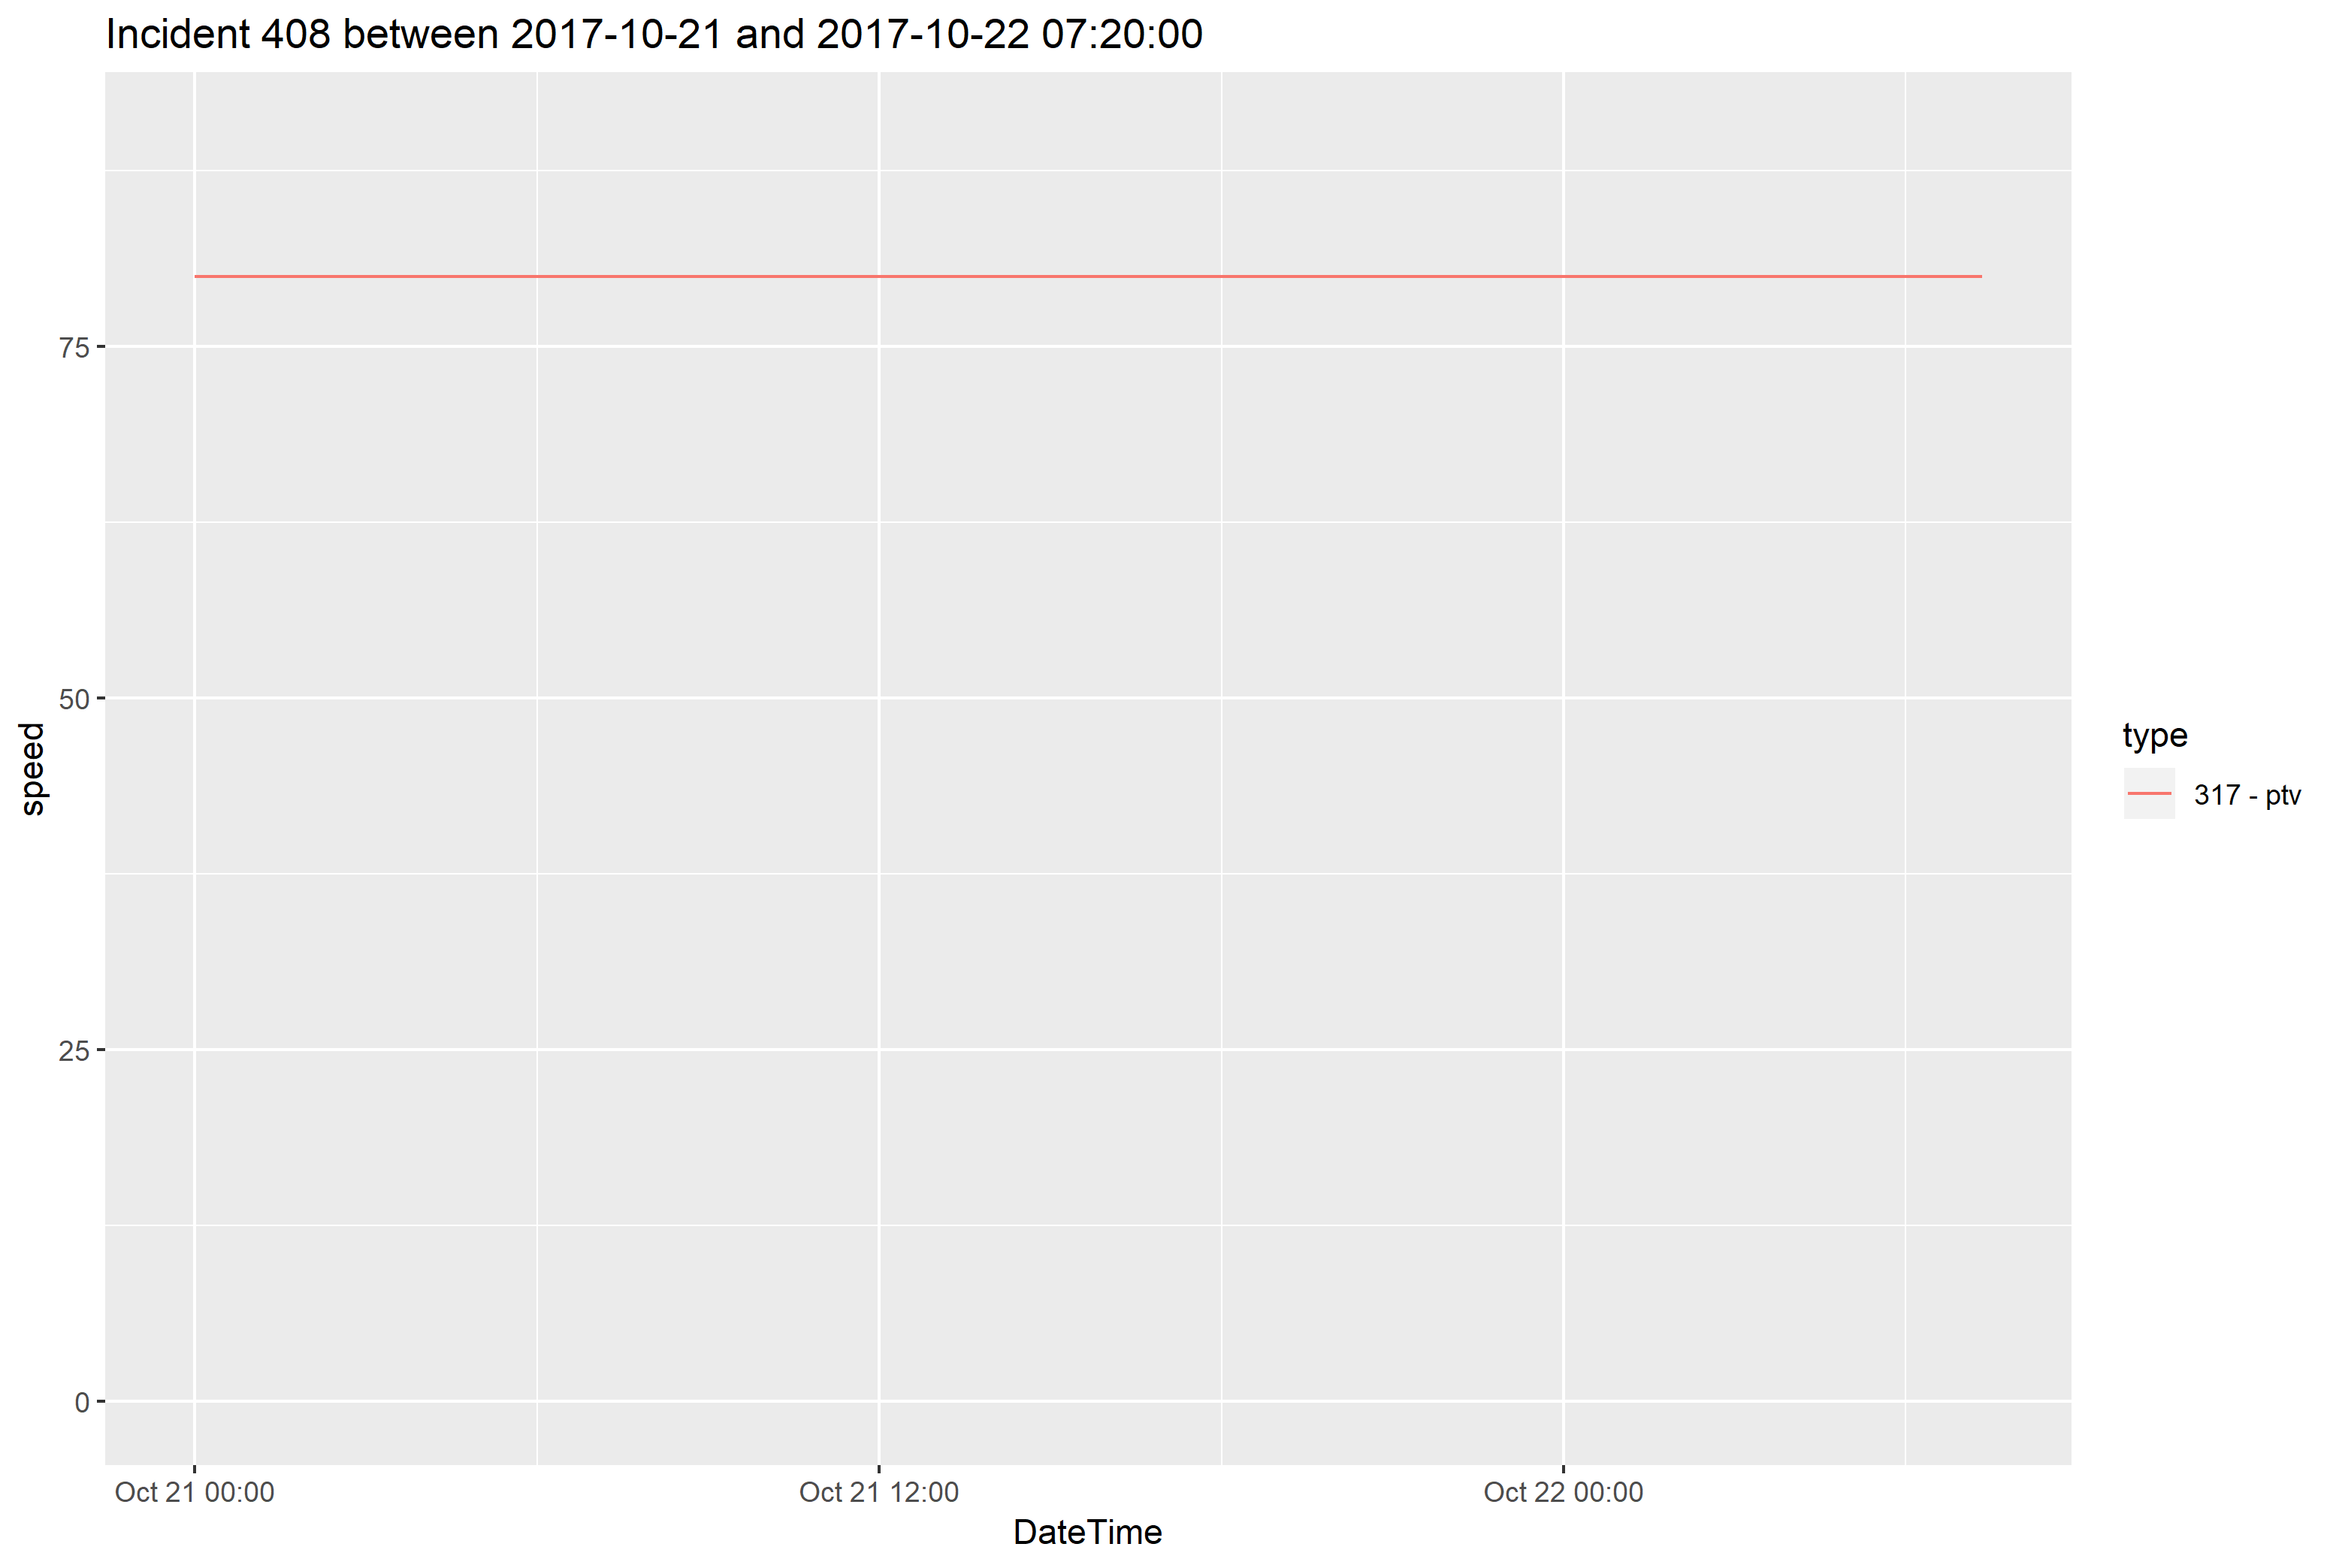 Incident 408 between 2017-10-21 and 2017-10-22 07:20:00
75
50
25
0
speed
Oct 21 00:00
Oct 21 12:00
Oct 22 00:00
DateTime
type
317 - ptv